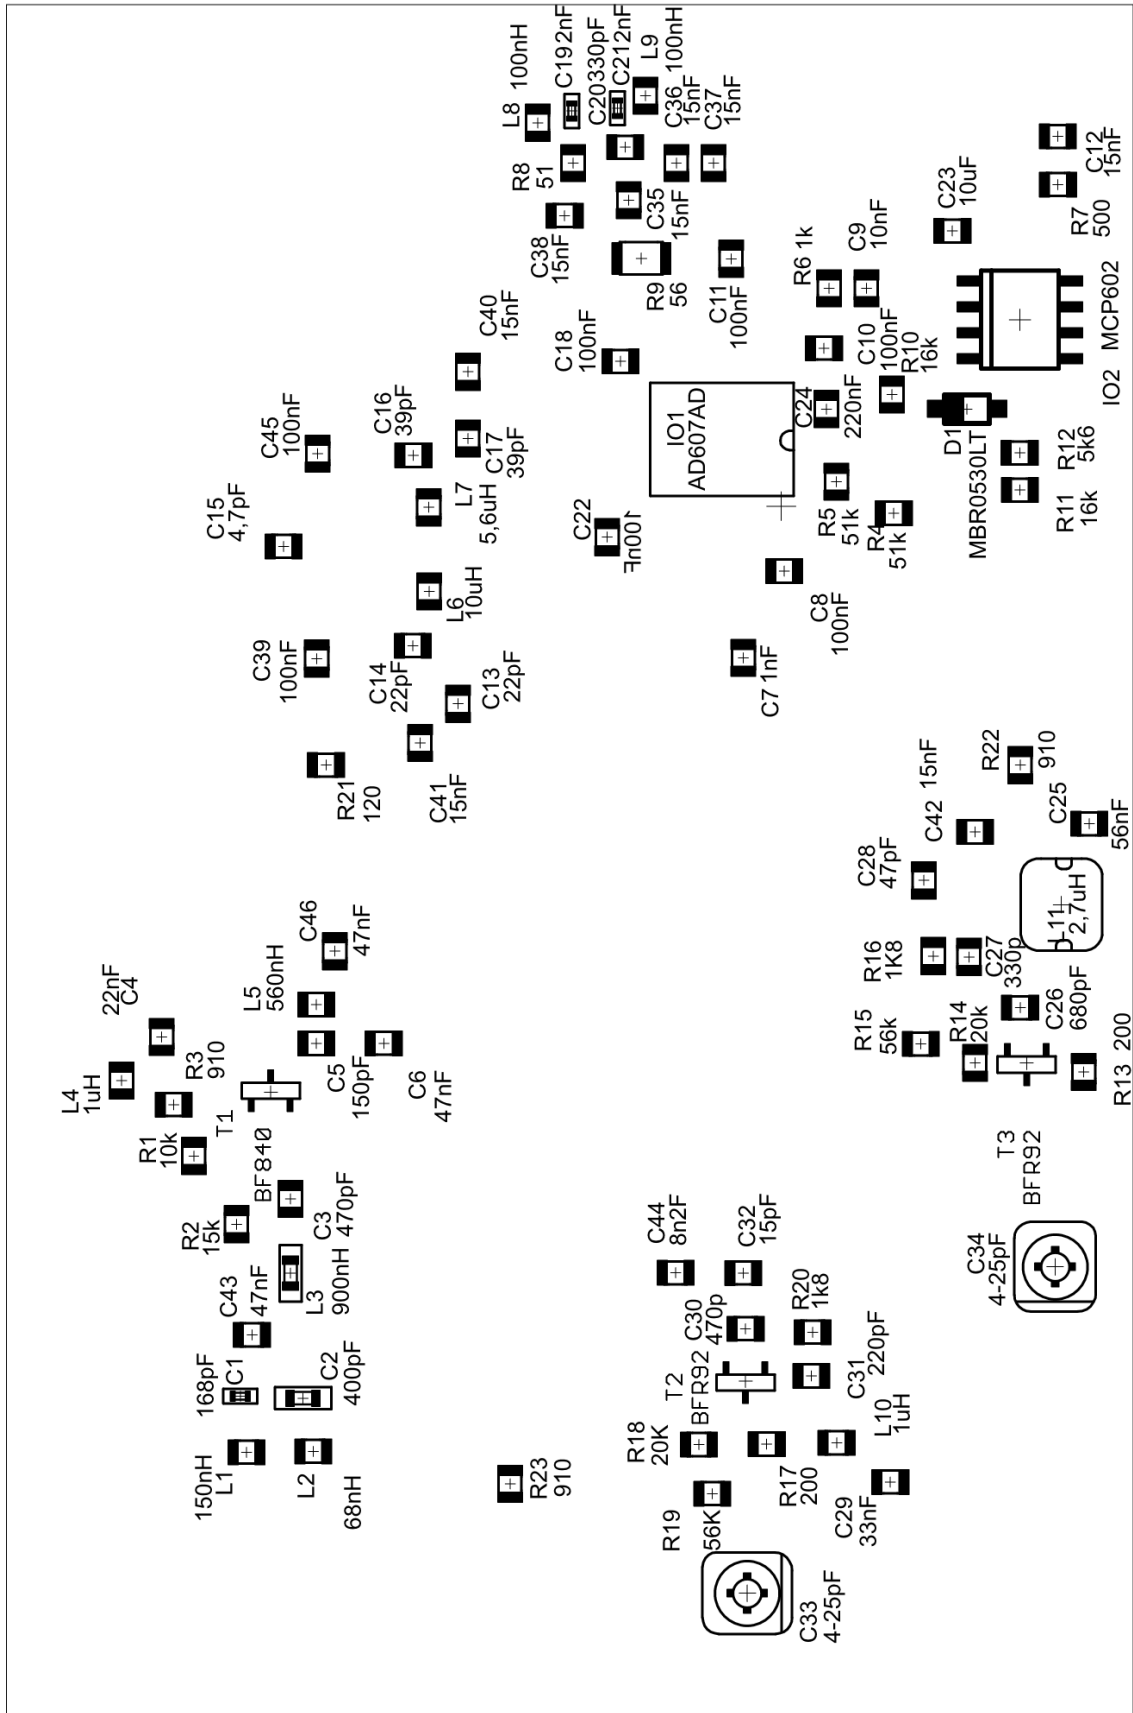 L8
100nH
C19 2nF
C20 330pF
C21 2nF
L9
100nH
C36
15nF
C37
15nF
R8
51
C38
15nF
C35
15nF
R9
56
C11
100nF
C18
100nF
C40
15nF
C12
15nF
R7
500
C23
10uF
C9
10nF
R6 1k
C10
100nF
R10
16k
C24
220nF
IO2 MCP602
D1
MBR0530LT
R12
5k6
R11
16k
IO1
AD607AD
R5
51k
R4
51k
C22
100nF
C8
100nF
C7 1nF
C45
100nF
C16
39pF
C17
39pF
L7
5,6uH
C15
4,7pF
L6
10uH
C39
100nF
C14
22pF
C13
22pF
R21
120
C41
15nF
R22
910
C42 15nF
C25
56nF
C28
47pF
L11
2,7uH
R16
1K8
C27
330p
C26
680pF
R15
56k
R14
20k
R13 200
T3
BFR92
C34
4-25pF
C46
47nF
L5
560nH
22nF
C4
L4
1uH
R3
910
C5
150pF
C6
47nF
T1
BF840
R1
10k
R2
15k
C3
470pF
L3
900nH
C43
47nF
168pF
C1
C2
400pF
150nH
L1
L2
68nH
R23
910
C44
8n2F
C32
15pF
C30
470p
R20
1k8
T2
BFR92
C31
220pF
L10
1uH
R18
20K
R17
200
C29
33nF
R19
56K
C33
4-25pF